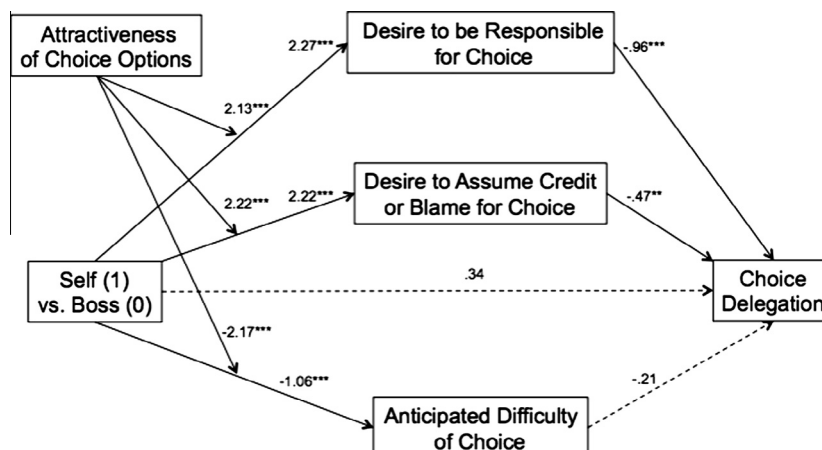 Attractiveness
of Choice Options
2.27***
Desire to be Responsible
for Choice
-.96***
2.13***
2.22***
2.22***
Desire to Assume Credit
or Blame for Choice
-.47**
Self (1)
vs. Boss (0)
.34
Choice
Delegation
-2.17***
-1.06***
-.21
Anticipated Difficulty
of Choice